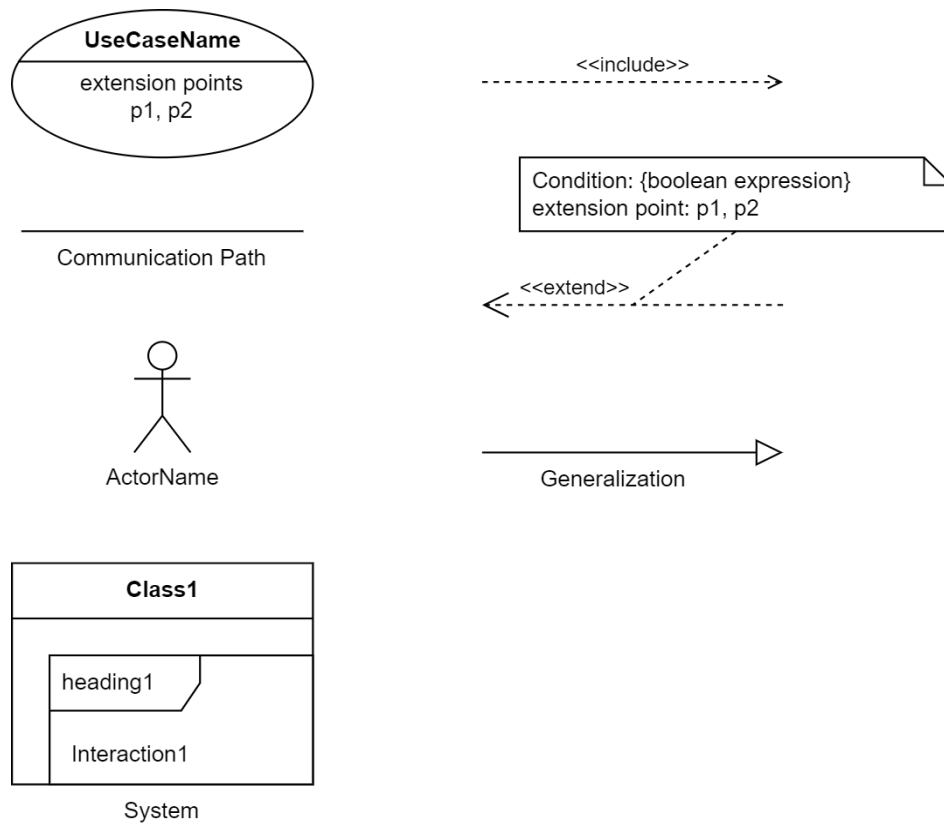 UseCaseName
extension points
p1, p2
<<include>>
Condition: {boolean expression}
extension point: p1, p2
Communication Path
<<extend>>
ActorName
Generalization
Class1
heading1
Interaction1
System